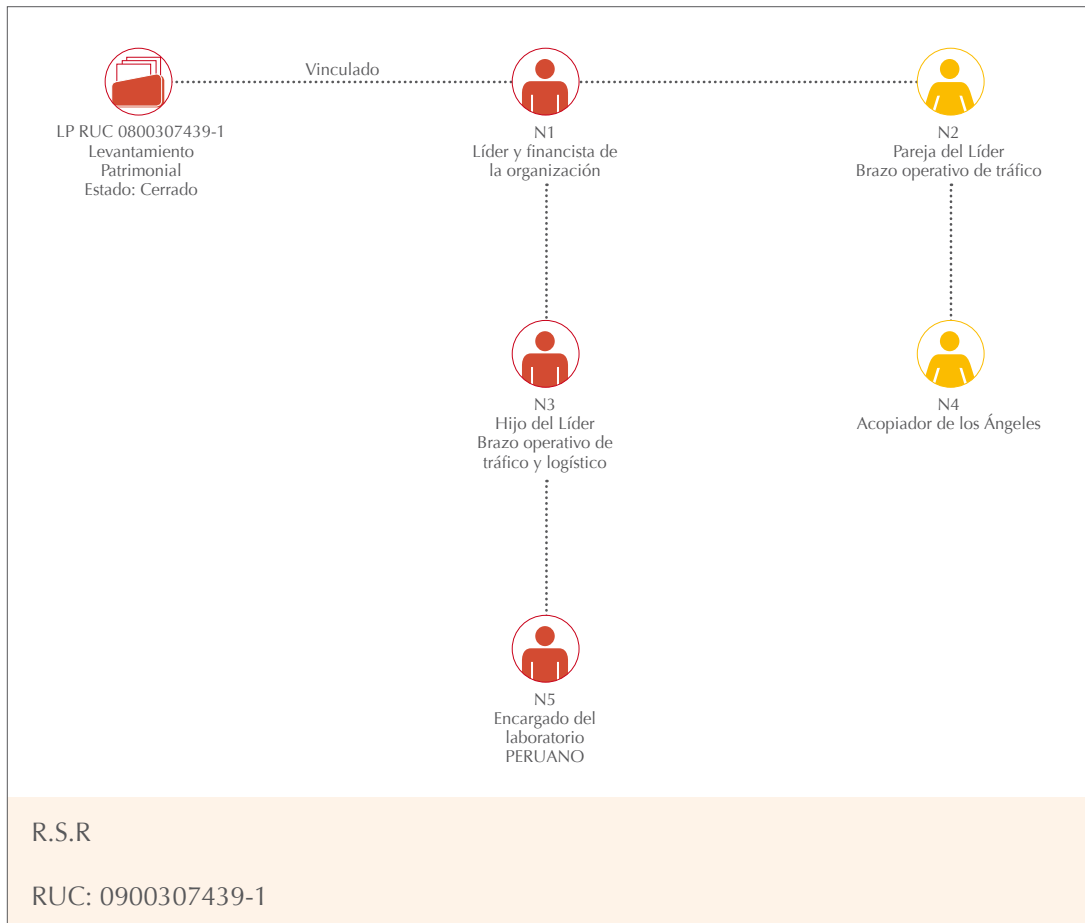 Vinculado
LP RUC 0800307439-1
Levantamiento
Patrimonial
Estado: Cerrado
N1
Líder y financista de
la organización
N2
Pareja del Líder
Brazo operativo de tráfico
N3
Hijo del Líder
Brazo operativo de
tráfico y logístico
N4
Acopiador de los Ángeles
N5
Encargado del
laboratorio
PERUANO
R.S.R
RUC: 0900307439-1